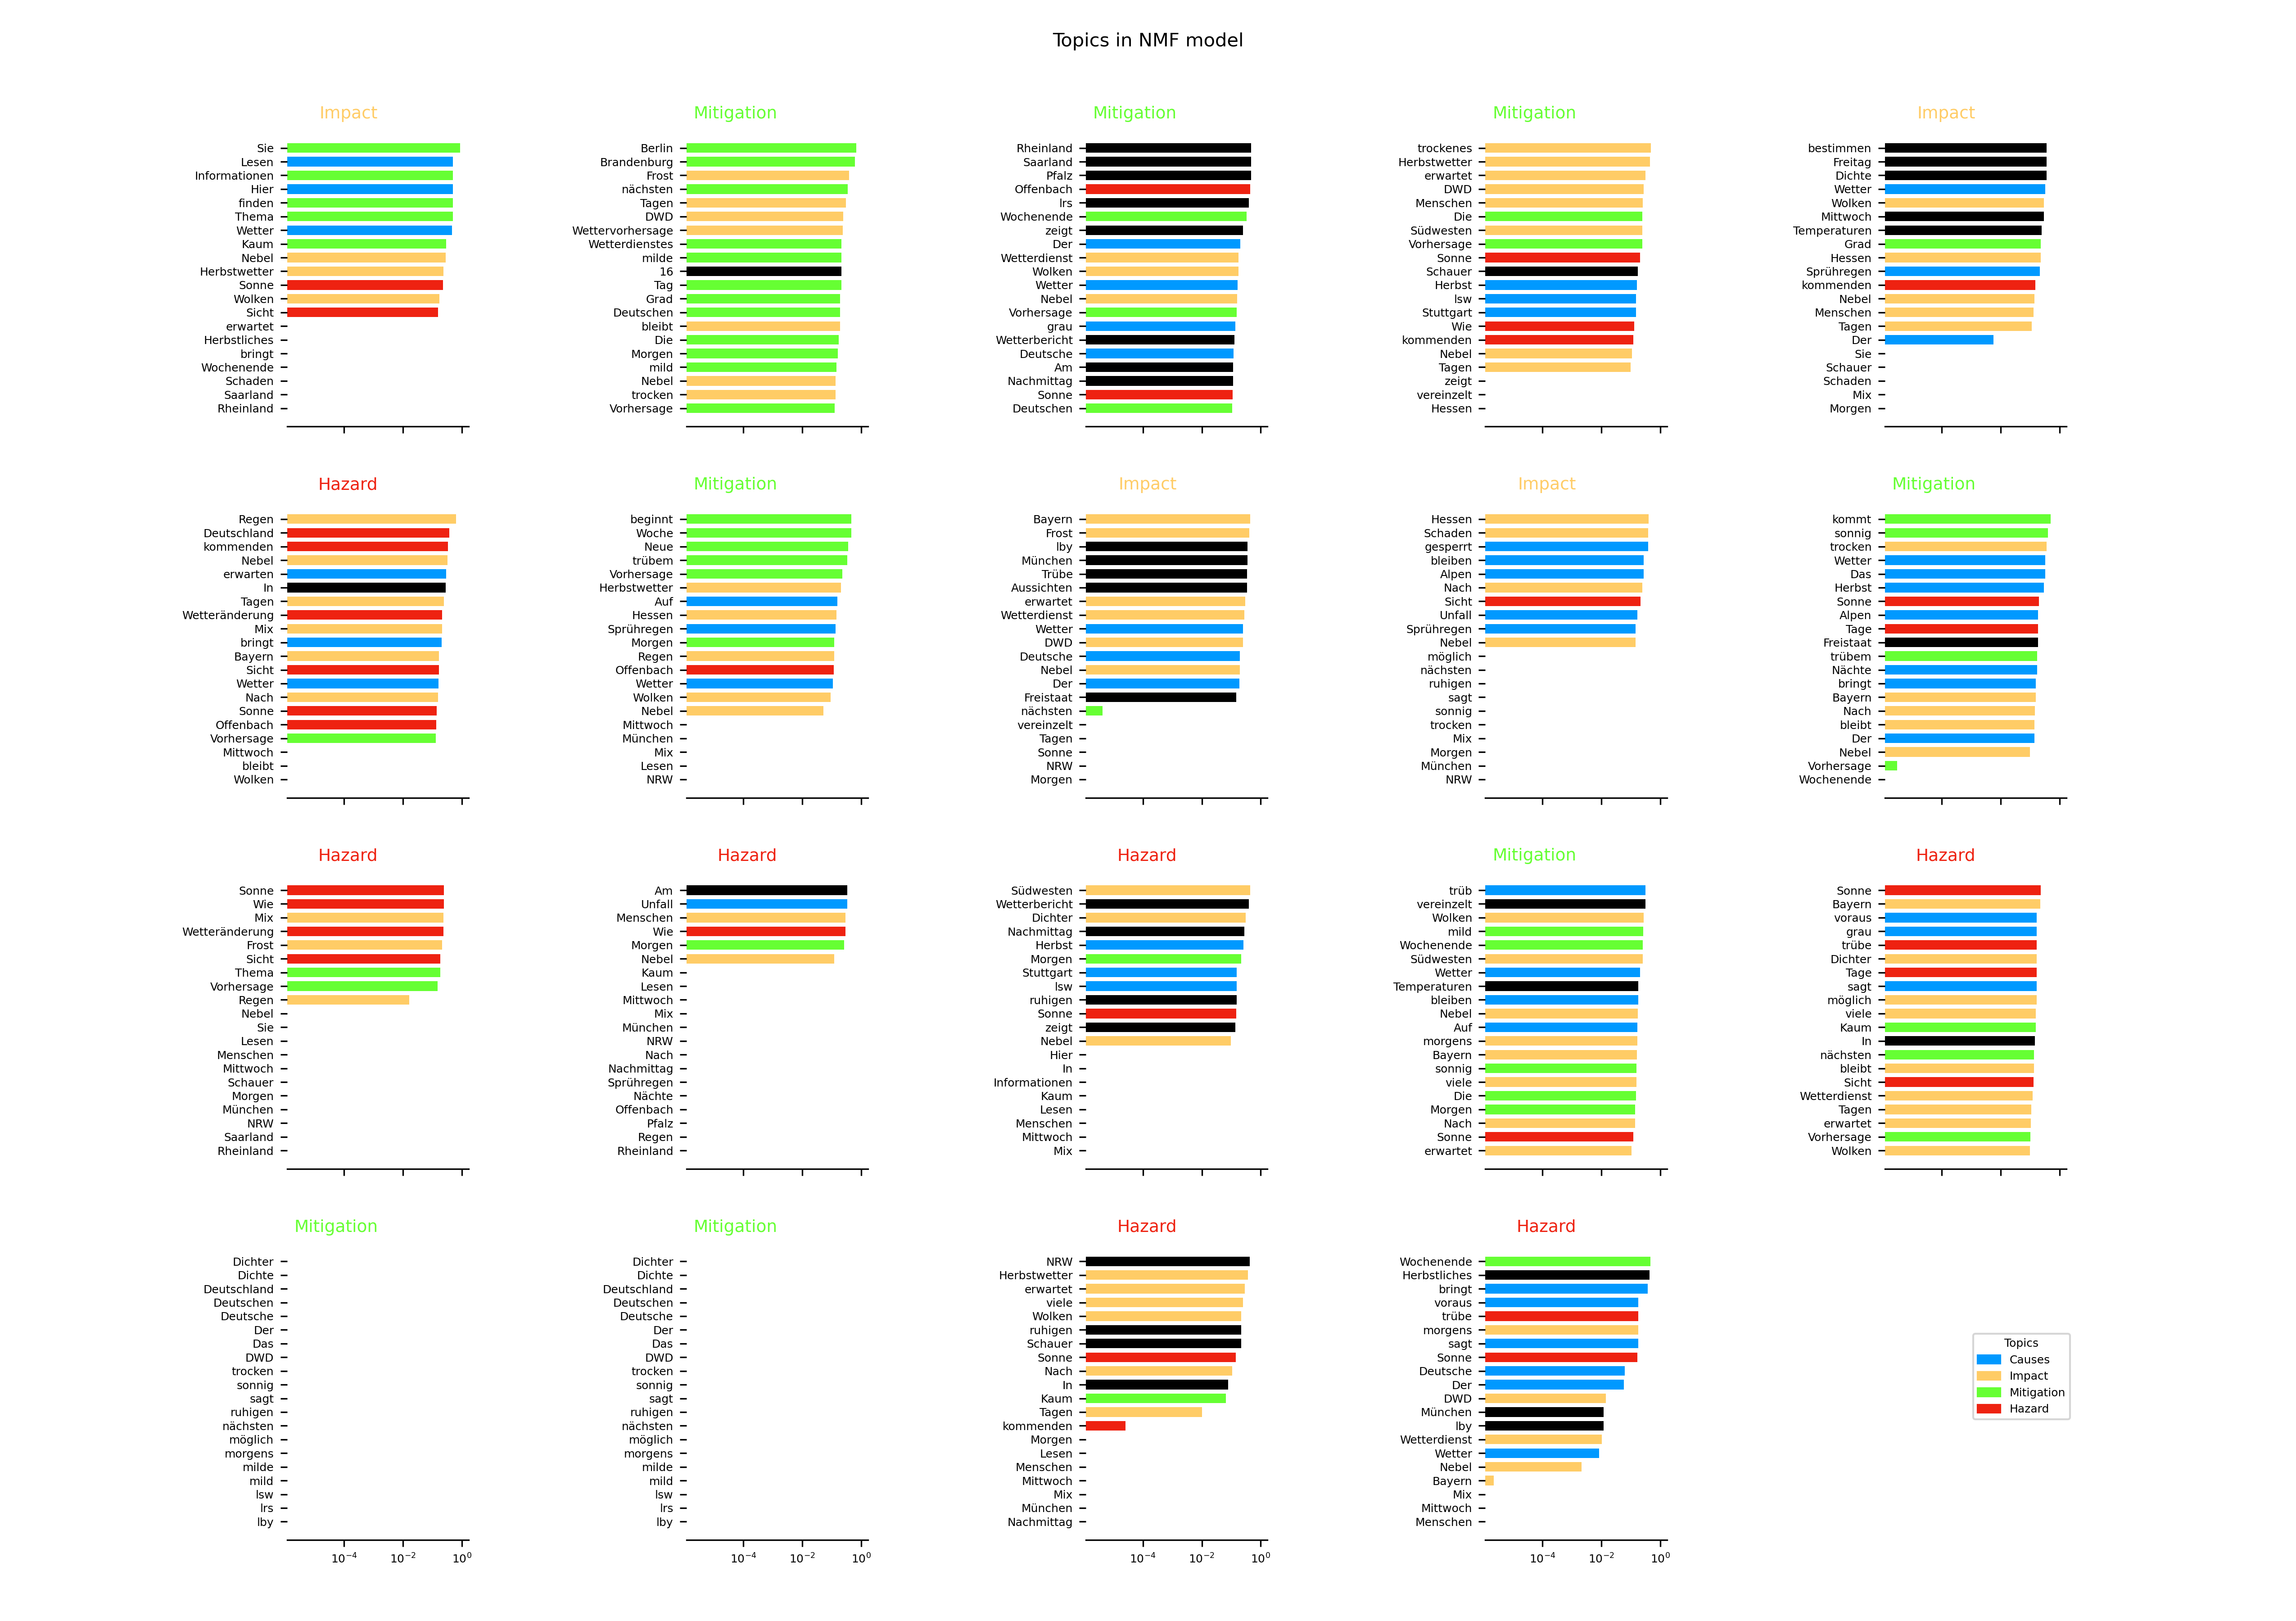 Topics in NMF model
Impact
Sie
Lesen
Informationen
Hier
finden
Thema
Wetter
Kaum
Nebel
Herbstwetter
Sonne
Wolken
Sicht
erwartet
Herbstliches
bringt
Wochenende
Schaden
Saarland
Rheinland
Mitigation
Berlin
Brandenburg
Frost
nächsten
Tagen
DWD
Wettervorhersage
Wetterdienstes
milde
16
Tag
Grad
Deutschen
bleibt
Die
Morgen
mild
Nebel
trocken
Vorhersage
Mitigation
Rheinland
Saarland
Pfalz
Offenbach
lrs
Wochenende
zeigt
Der
Wetterdienst
Wolken
Wetter
Nebel
Vorhersage
grau
Wetterbericht
Deutsche
Am
Nachmittag
Sonne
Deutschen
Mitigation
trockenes
Herbstwetter
erwartet
DWD
Menschen
Die
Südwesten
Vorhersage
Sonne
Schauer
Herbst
lsw
Stuttgart
Wie
kommenden
Nebel
Tagen
zeigt
vereinzelt
Hessen
Impact
bestimmen
Freitag
Dichte
Wetter
Wolken
Mittwoch
Temperaturen
Grad
Hessen
Sprühregen
kommenden
Nebel
Menschen
Tagen
Der
Sie
Schauer
Schaden
Mix
Morgen
Hazard
Regen
Deutschland
kommenden
Nebel
erwarten
In
Tagen
Wetteränderung
Mix
bringt
Bayern
Sicht
Wetter
Nach
Sonne
Offenbach
Vorhersage
Mittwoch
bleibt
Wolken
Mitigation
beginnt
Woche
Neue
trübem
Vorhersage
Herbstwetter
Auf
Hessen
Sprühregen
Morgen
Regen
Offenbach
Wetter
Wolken
Nebel
Mittwoch
München
Mix
Lesen
NRW
Impact
Bayern
Frost
lby
München
Trübe
Aussichten
erwartet
Wetterdienst
Wetter
DWD
Deutsche
Nebel
Der
Freistaat
nächsten
vereinzelt
Tagen
Sonne
NRW
Morgen
Impact
Hessen
Schaden
gesperrt
bleiben
Alpen
Nach
Sicht
Unfall
Sprühregen
Nebel
möglich
nächsten
ruhigen
sagt
sonnig
trocken
Mix
Morgen
München
NRW
Mitigation
kommt
sonnig
trocken
Wetter
Das
Herbst
Sonne
Alpen
Tage
Freistaat
trübem
Nächte
bringt
Bayern
Nach
bleibt
Der
Nebel
Vorhersage
Wochenende
Hazard
Sonne
Wie
Mix
Wetteränderung
Frost
Sicht
Thema
Vorhersage
Regen
Nebel
Sie
Lesen
Menschen
Mittwoch
Schauer
Morgen
München
NRW
Saarland
Rheinland
Hazard
Am
Unfall
Menschen
Wie
Morgen
Nebel
Kaum
Lesen
Mittwoch
Mix
München
NRW
Nach
Nachmittag
Sprühregen
Nächte
Offenbach
Pfalz
Regen
Rheinland
Hazard
Südwesten
Wetterbericht
Dichter
Nachmittag
Herbst
Morgen
Stuttgart
lsw
ruhigen
Sonne
zeigt
Nebel
Hier
In
Informationen
Kaum
Lesen
Menschen
Mittwoch
Mix
Mitigation
trüb
vereinzelt
Wolken
mild
Wochenende
Südwesten
Wetter
Temperaturen
bleiben
Nebel
Auf
morgens
Bayern
sonnig
viele
Die
Morgen
Nach
Sonne
erwartet
Hazard
Sonne
Bayern
voraus
grau
trübe
Dichter
Tage
sagt
möglich
viele
Kaum
In
nächsten
bleibt
Sicht
Wetterdienst
Tagen
erwartet
Vorhersage
Wolken
Mitigation
Dichter
Dichte
Deutschland
Deutschen
Deutsche
Der
Das
DWD
trocken
sonnig
sagt
ruhigen
nächsten
möglich
morgens
milde
mild
lsw
lrs
lby
10⁻⁴ 10⁻² 10⁰
Mitigation
Dichter
Dichte
Deutschland
Deutschen
Deutsche
Der
Das
DWD
trocken
sonnig
sagt
ruhigen
nächsten
möglich
morgens
milde
mild
lsw
lrs
lby
10⁻⁴ 10⁻² 10⁰
Hazard
NRW
Herbstwetter
erwartet
viele
Wolken
ruhigen
Schauer
Sonne
Nach
In
Kaum
Tagen
kommenden
Morgen
Lesen
Menschen
Mittwoch
Mix
München
Nachmittag
10⁻⁴ 10⁻² 10⁰
Hazard
Wochenende
Herbstliches
bringt
voraus
trübe
morgens
sagt
Sonne
Deutsche
Der
DWD
München
lby
Wetterdienst
Wetter
Nebel
Bayern
Mix
Mittwoch
Menschen
10⁻⁴ 10⁻² 10⁰
Topics
Causes
Impact
Mitigation
Hazard